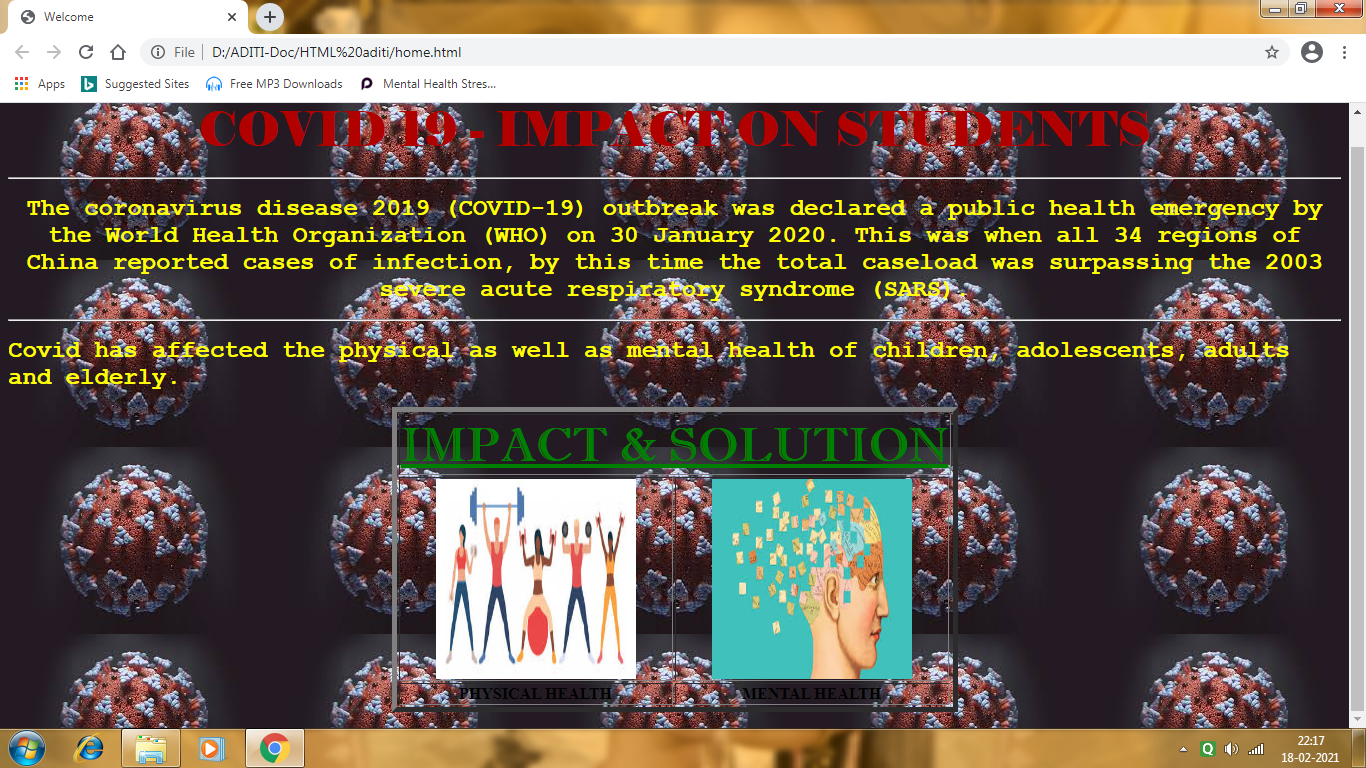 Welcome
File
D:/ADITI-Doc/HTML%20aditi/home.html
Apps Suggested Sites Free MP3 Downloads Mental Health Stres...
COVID 19 - IMPACT ON STUDENTS
The coronavirus disease 2019 (COVID-19) outbreak was declared a public health emergency by
the World Health Organization (WHO) on 30 January 2020. This was when all 34 regions of
China reported cases of infection, by this time the total caseload was surpassing the 2003
severe acute respiratory syndrome (SARS)
Covid has affected the physical as well as mental health of children, adolescents, adults
and elderly.
IMPACT & SOLUTION
PHYSICAL HEALTH MENTAL HEALTH
22:17
18-02-2021